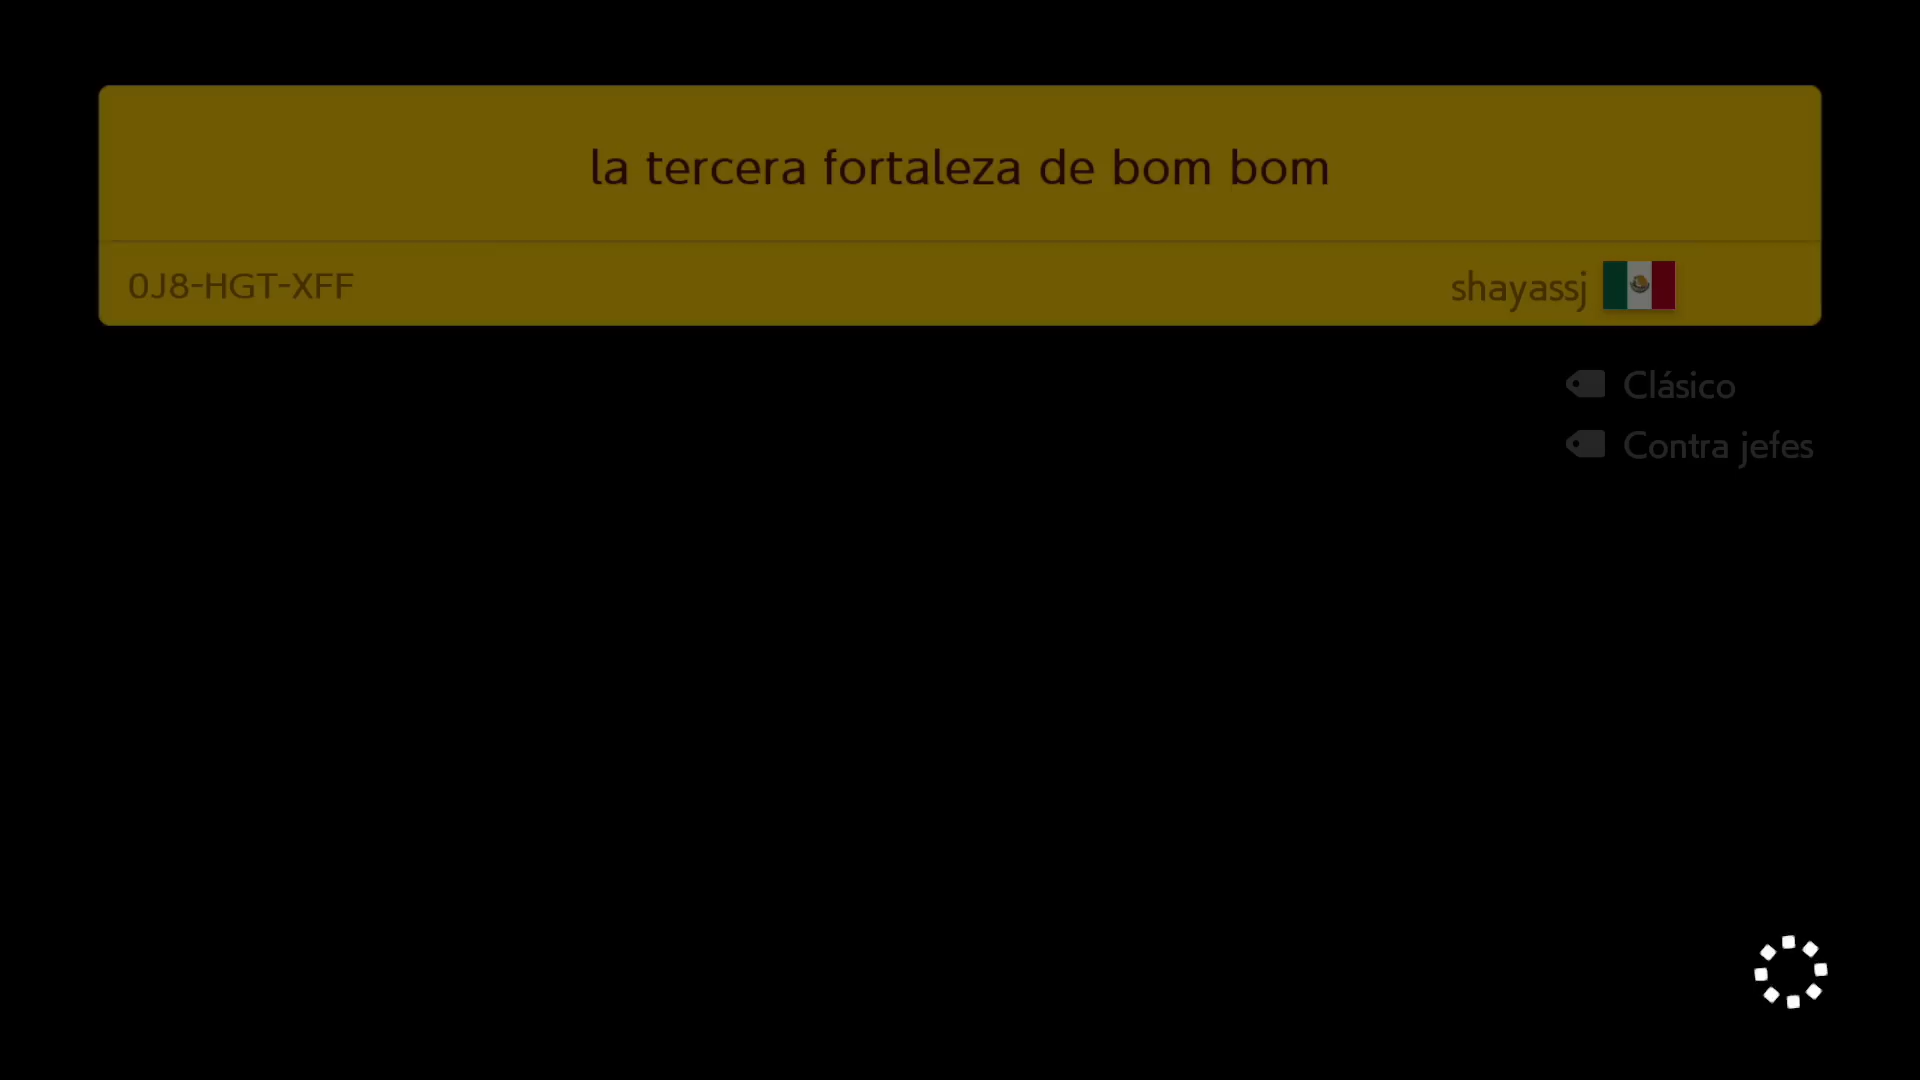 la tercera fortaleza de bom bom
0J8-HGT-XFF
shayassj
Clásico
Contra jefes